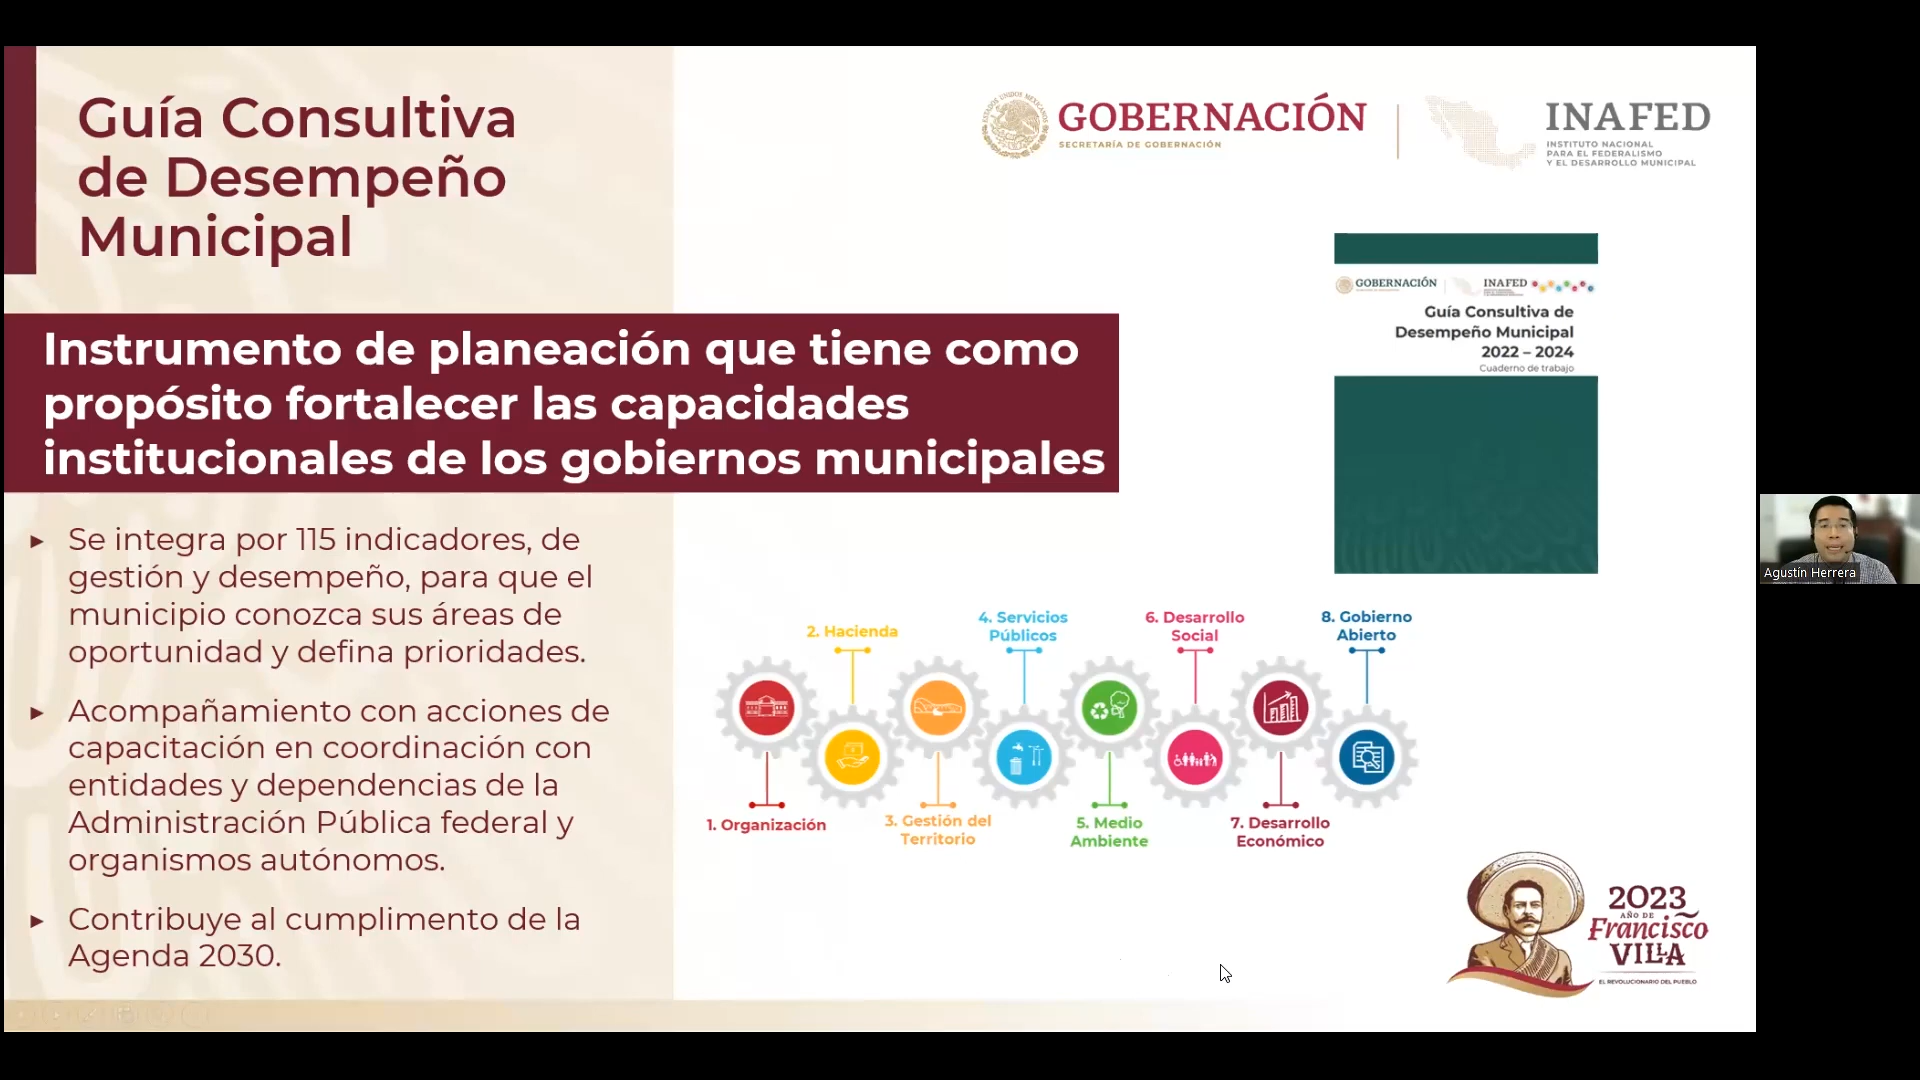 Guía Consultiva
de Desempeño
Municipal
GOBERNACIÓN
SECRETARÍA DE GOBERNACIÓN
INAFED
INSTITUTO NACIONAL
PARA EL FEDERALISMO
Y EL DESARROLLO MUNICIPAL
Instrumento de planeación que tiene como
propósito fortalecer las capacidades
institucionales de los gobiernos municipales
GOBERNACIÓN
INAFED
Guía Consultiva de
Desempeño Municipal
2022 – 2024
Cuaderno de trabajo
▸ Se integra por 115 indicadores, de
gestión y desempeño, para que el
municipio conozca sus áreas de
oportunidad y defina prioridades.
▸ Acompañamiento con acciones de
capacitación en coordinación con
entidades y dependencias de la
Administración Pública federal y
organismos autónomos.
▸ Contribuye al cumplimento de la
Agenda 2030.
1. Organización
2. Hacienda
3. Gestión del
Territorio
4. Servicios
Públicos
5. Medio
Ambiente
6. Desarrollo
Social
7. Desarrollo
Económico
8. Gobierno
Abierto
2023
AÑO DE
Francisco
VILLA
EL REVOLUCIONARIO DEL PUEBLO
Agustín Herrera